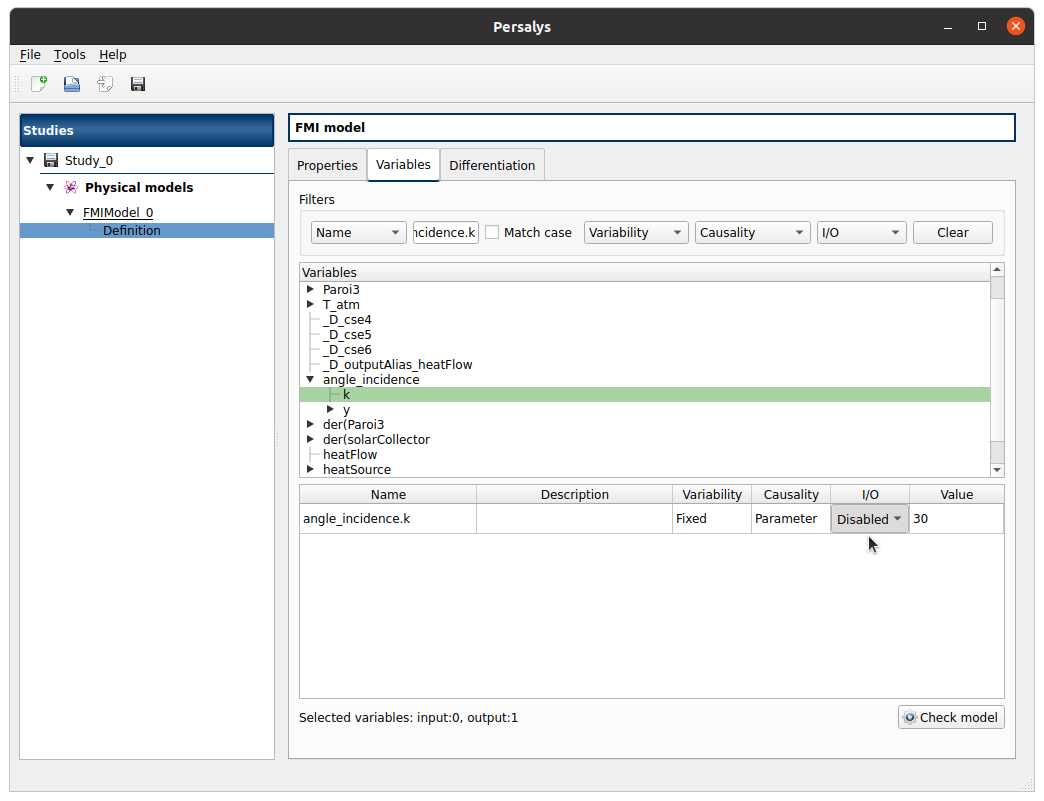 Persalys
File Tools Help
Studies
Study_0
Physical models
FMIModel_0
Definition
FMI model
Properties Variables Differentiation
Filters
Name ncidence.k Match case Variability Causality I/O Clear
Variables
Paroi3
T_atm
_D_cse4
_D_cse5
_D_cse6
_D_outputAlias_heatFlow
angle_incidence
k
y
der(Paroi3
der(solarCollector
heatFlow
heatSource
Name Description Variability Causality I/O Value
angle_incidence.k Fixed Parameter Disabled 30
Selected variables: input:0, output:1
Check model